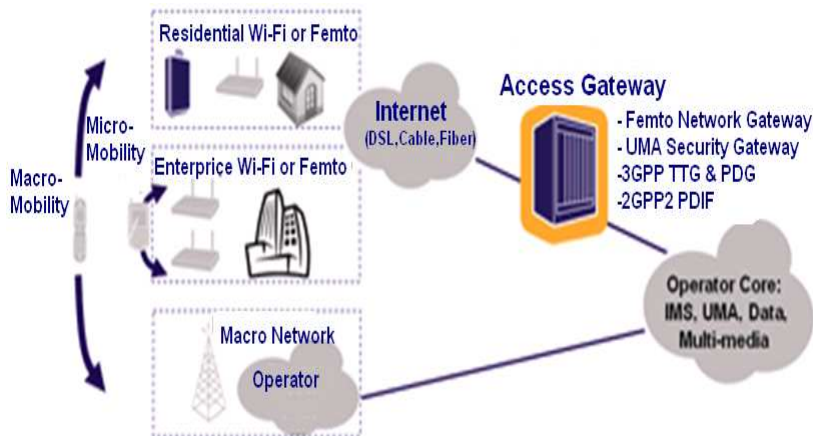 Residential Wi-Fi or Femto
Micro-
Mobility
Macro-
Mobility
Enterprice Wi-Fi or Femto
Macro Network
Operator
Internet
(DSL,Cable,Fiber)
Access Gateway
- Femto Network Gateway
- UMA Security Gateway
-3GPP TTG & PDG
-2GPP2 PDIF
Operator Core:
IMS, UMA, Data,
Multi-media